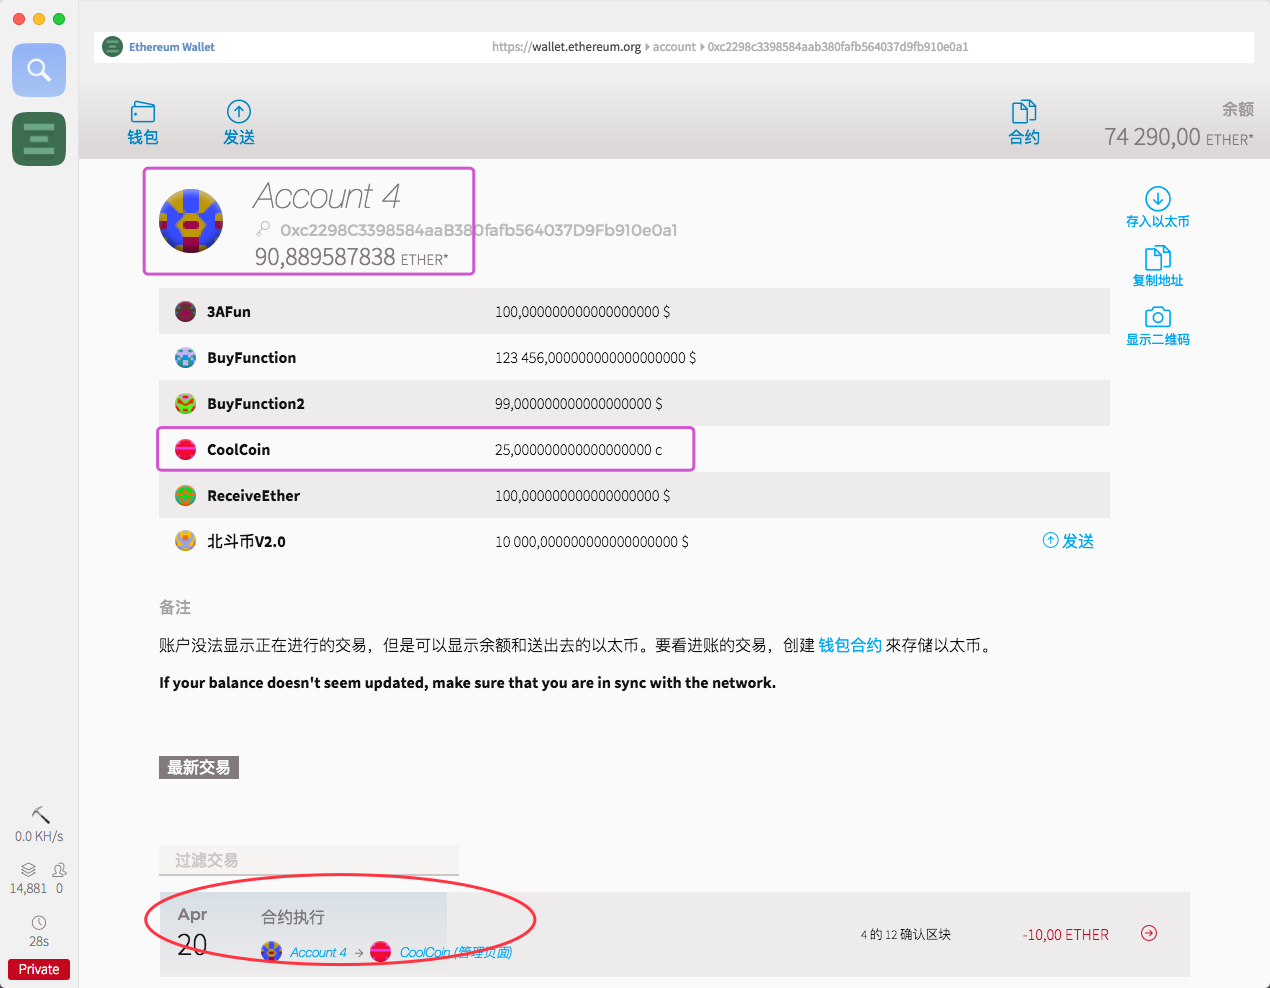 Ethereum Wallet
https://wallet.ethereum.org account 0xc2298c3398584aab380fafb564037d9fb910e0a1
钱包
发送
合约
余额
74 290,00 ETHER*
Account 4
0xc2298C3398584aaB380fafb564037D9Fb910e0a1
90,889587838 ETHER*
存入以太币
复制地址
显示二维码
3AFun 100,000000000000000000 $
BuyFunction 123 456,000000000000000000 $
BuyFunction2 99,000000000000000000 $
CoolCoin 25,000000000000000000 c
ReceiveEther 100,000000000000000000 $
北斗币V2.0 10 000,000000000000000000 $ 发送
备注
账户没法显示正在进行的交易，但是可以显示余额和送出去的以太币。要看进账的交易，创建 钱包合约 來存储以太币。
If your balance doesn't seem updated, make sure that you are in sync with the network.
最新交易
过滤交易
Apr
20
合约执行
Account 4 → CoolCoin (管理页面)
4 的 12 确认区块
-10,00 ETHER
0.0 KH/s
14,881 0
28s
Private